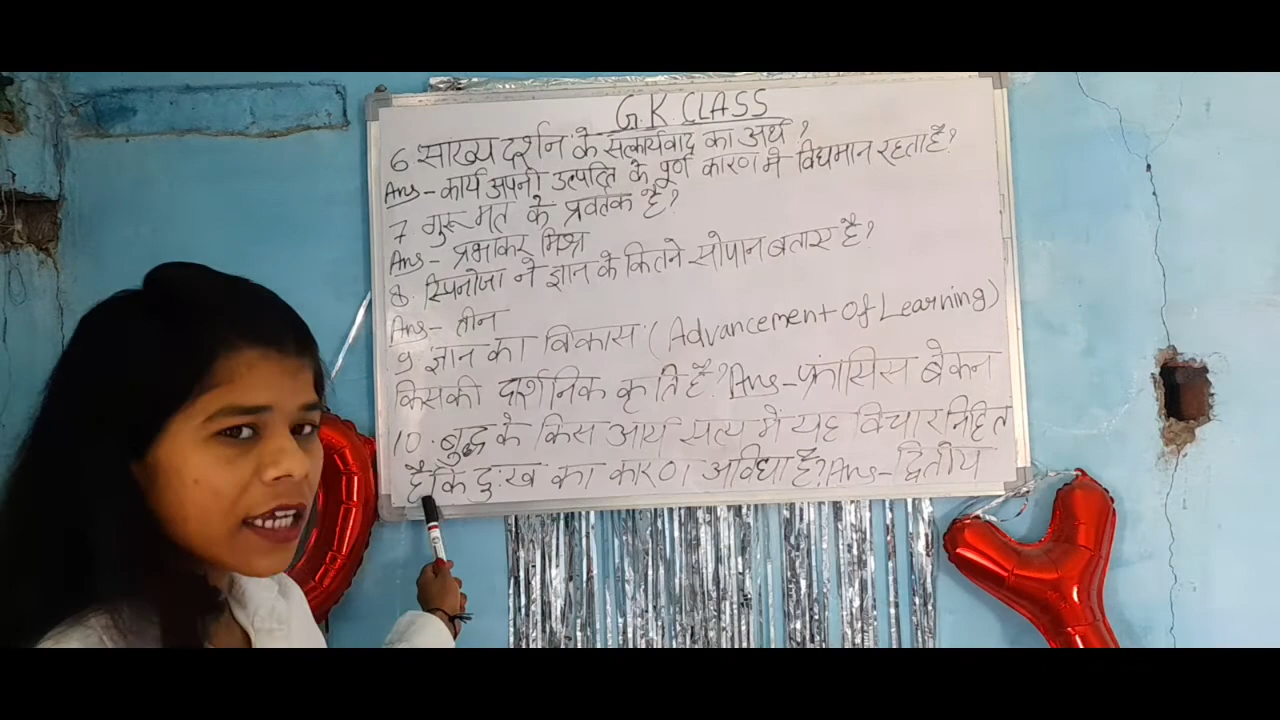 G.K CLASS
6 सांख्य दर्शन के सत्कार्यवाद का अर्थ ?
Ans - कार्य अपनी उत्पत्ति के पूर्ण कारण में विद्यमान रहता है ?
7 गुरू मत के प्रवतक है ?
Ans - प्रभाकर मिश्र
8. स्पिनोजा ने ज्ञान के कितने सोपान बताए है ?
Ans - तीन
9 ज्ञान का विकास (Advancement Of Learning)
किसकी दर्शनिक कृति है ? Ans - फ्रांसिस बेकन
10. बुद्ध के किस आर्य सत्य में यह विचार निहित
है कि दुःख का कारण अविद्या है ? Ans - द्वितीय